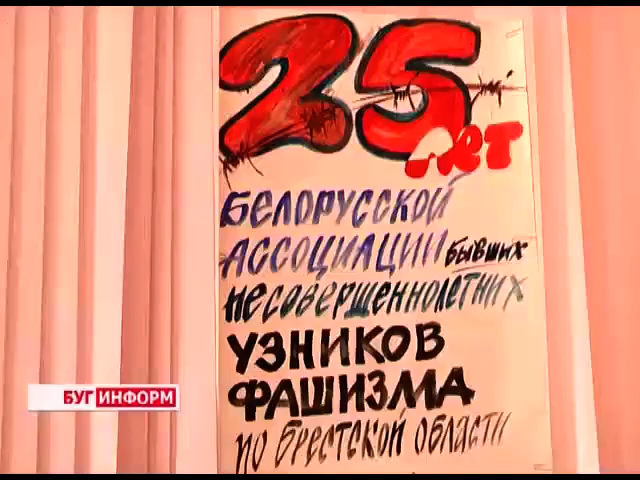 25
лет
БЕЛОРУССКОЙ
АССОЦИАЦИИ бывших
несовершеннолетних
УЗНИКОВ
ФАШИЗМА
по Брестской области
БУГ ИНФОРМ